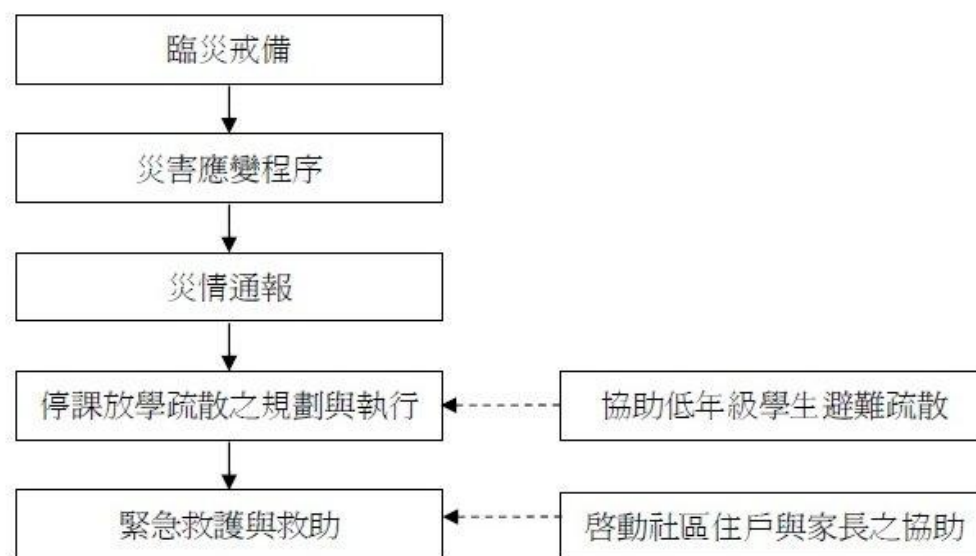 臨災戒備
災害應變程序
災情通報
停課放學疏散之規劃與執行
協助低年級學生避難疏散
緊急救護與救助
啓動社區住戶與家長之協助